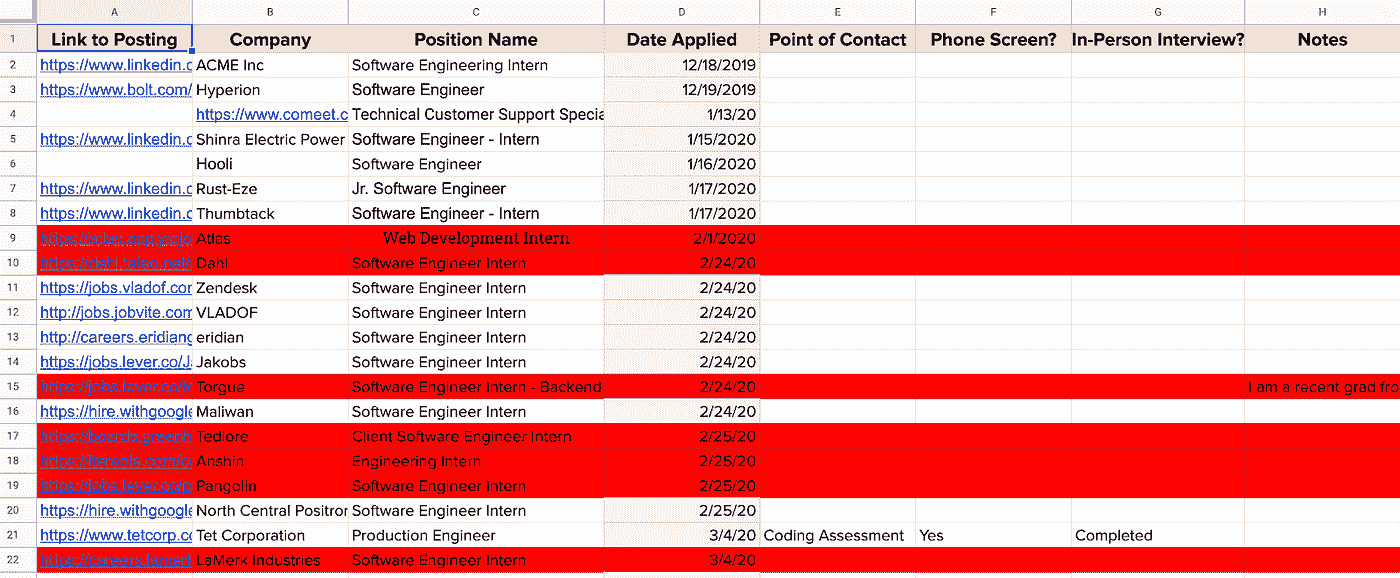 A B C D E F G H
1 Link to Posting Company Position Name Date Applied Point of Contact Phone Screen? In-Person Interview? Notes
2 https://www.linkedin.c ACME Inc Software Engineering Intern 12/18/2019
3 https://www.bolt.com/ Hyperion Software Engineer 12/19/2019
4 https://www.comeet.c Technical Customer Support Specia 1/13/20
5 https://www.linkedin.c Shinra Electric Power Software Engineer - Intern 1/15/2020
6 Hooli Software Engineer 1/16/2020
7 https://www.linkedin.c Rust-Eze Jr. Software Engineer 1/17/2020
8 https://www.linkedin.c Thumbtack Software Engineer - Intern 1/17/2020
9 Atlas Web Development Intern 2/1/2020
10 https://dahl.taleo.net/ Dahl Software Engineer Intern 2/24/20
11 https://jobs.vladof.cor Zendesk Software Engineer Intern 2/24/20
12 http://jobs.jobvite.com VLADOF Software Engineer Intern 2/24/20
13 http://careers.eridianc eridian Software Engineer Intern 2/24/20
14 https://jobs.lever.co/J Jakobs Software Engineer Intern 2/24/20
15 https://jobs.lever.co/ Torgue Software Engineer Intern - Backend 2/24/20 I am a recent grad fro
16 https://hire.withgoogle Maliwan Software Engineer Intern 2/24/20
17 https://boards.greenh Tediore Client Software Engineer Intern 2/25/20
18 https://iterable.com/c Anshin Engineering Intern 2/25/20
19 https://jobs.lever.co/p Pangolin Software Engineer Intern 2/25/20
20 https://hire.withgoogle North Central Positror Software Engineer Intern 2/25/20
21 https://www.tetcorp.cc Tet Corporation Production Engineer 3/4/20 Coding Assessment Yes Completed
22 https://careers.lamerk LaMerk Industries Software Engineer Intern 3/4/20